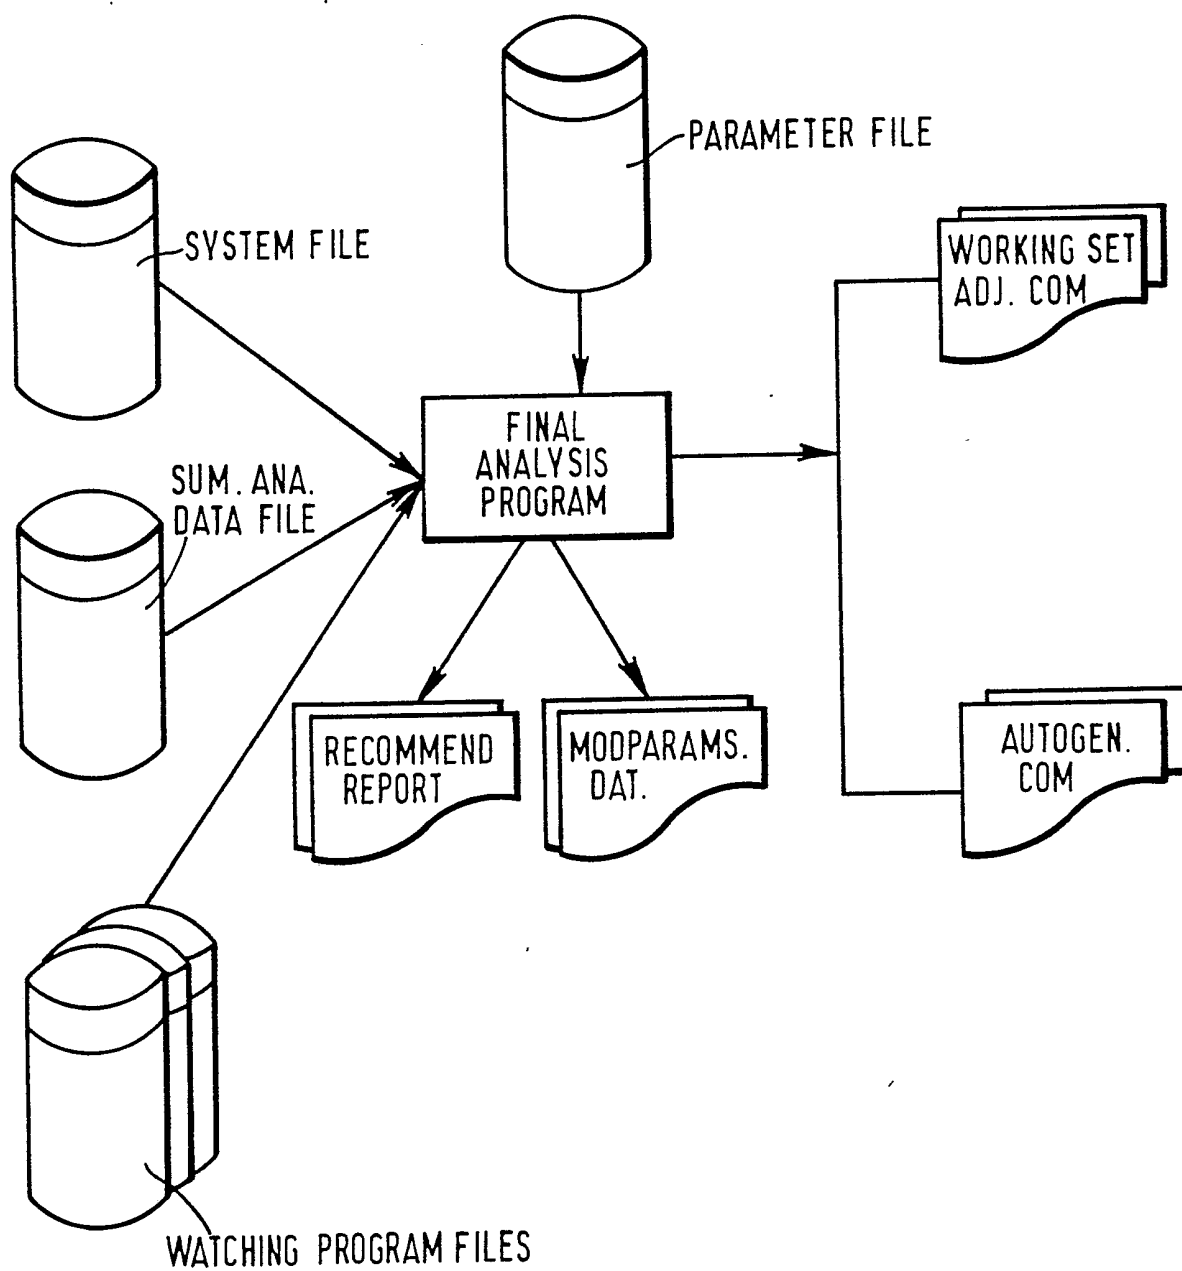 PARAMETER FILE
SYSTEM FILE
WORKING SET
ADJ. COM
FINAL
ANALYSIS
PROGRAM
SUM. ANA.
DATA FILE
RECOMMEND
REPORT
MODPARAMS.
DAT.
AUTOGEN.
COM
WATCHING PROGRAM FILES